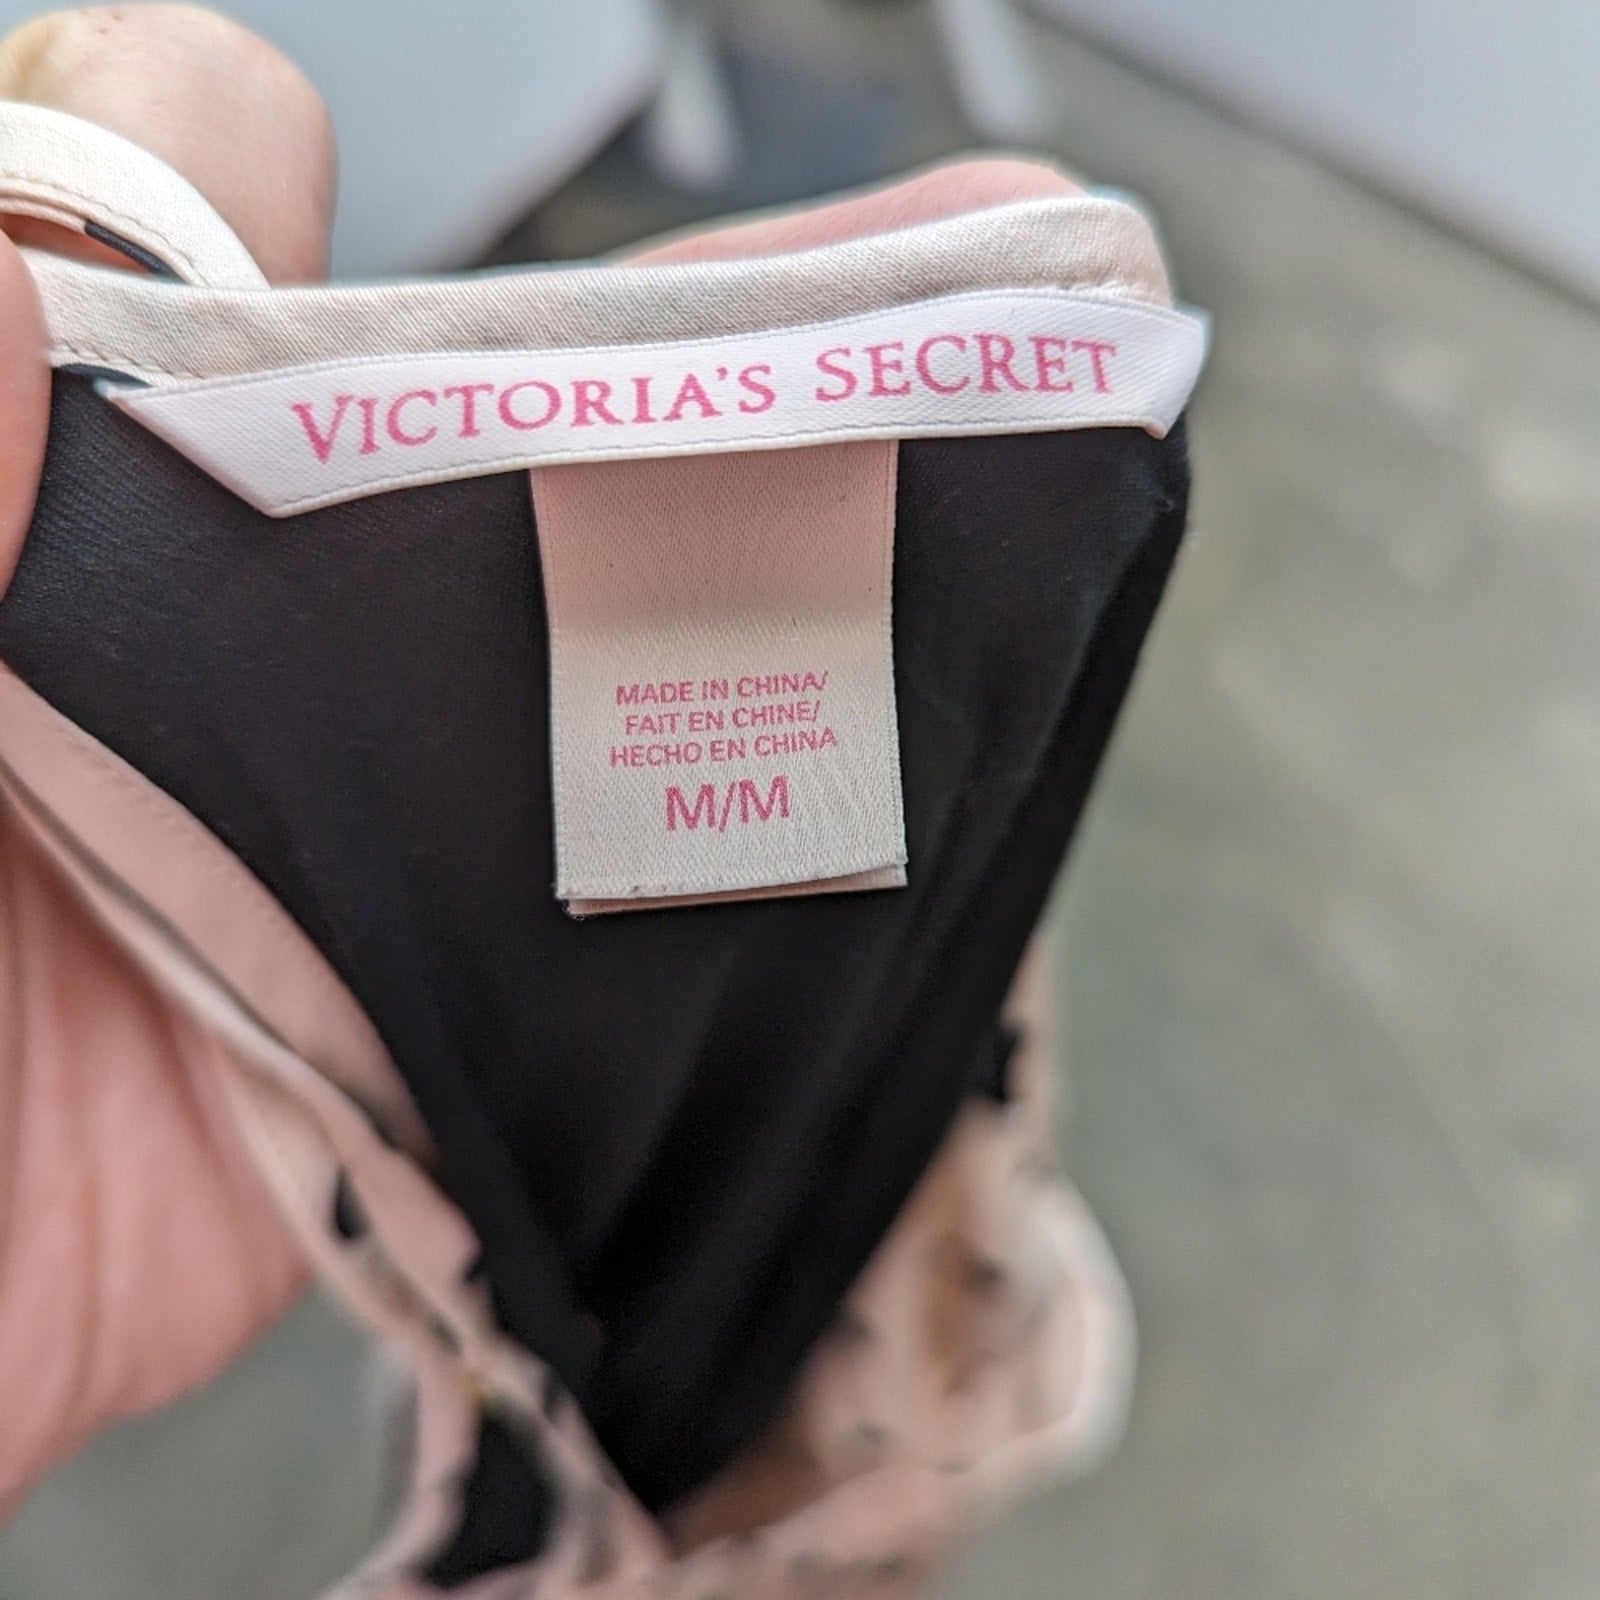 VICTORIA'S SECRET
MADE IN CHINA/
FAIT EN CHINE/
HECHO EN CHINA
M/M